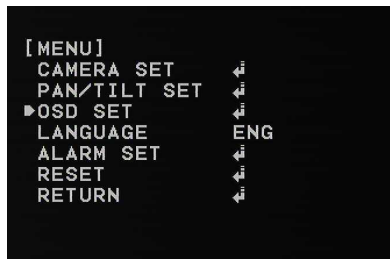 [MENU]
CAMERA SET ↲
PAN/TILT SET ↲
▶OSD SET ↲
LANGUAGE ENG
ALARM SET ↲
RESET ↲
RETURN ↲